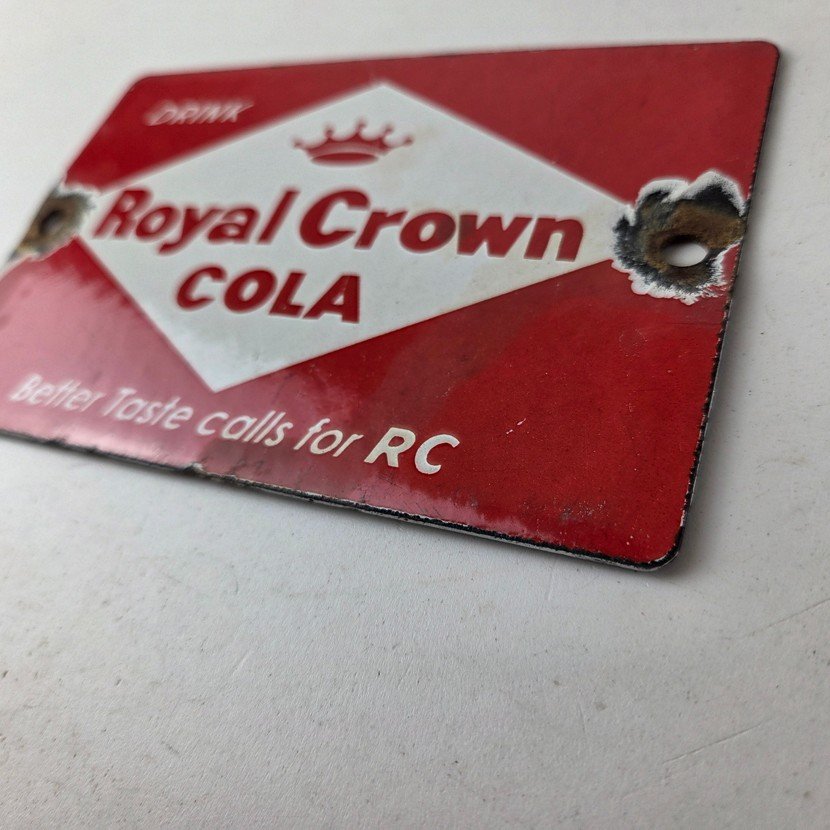 DRINK
Royal Crown
COLA
Better Taste calls for RC